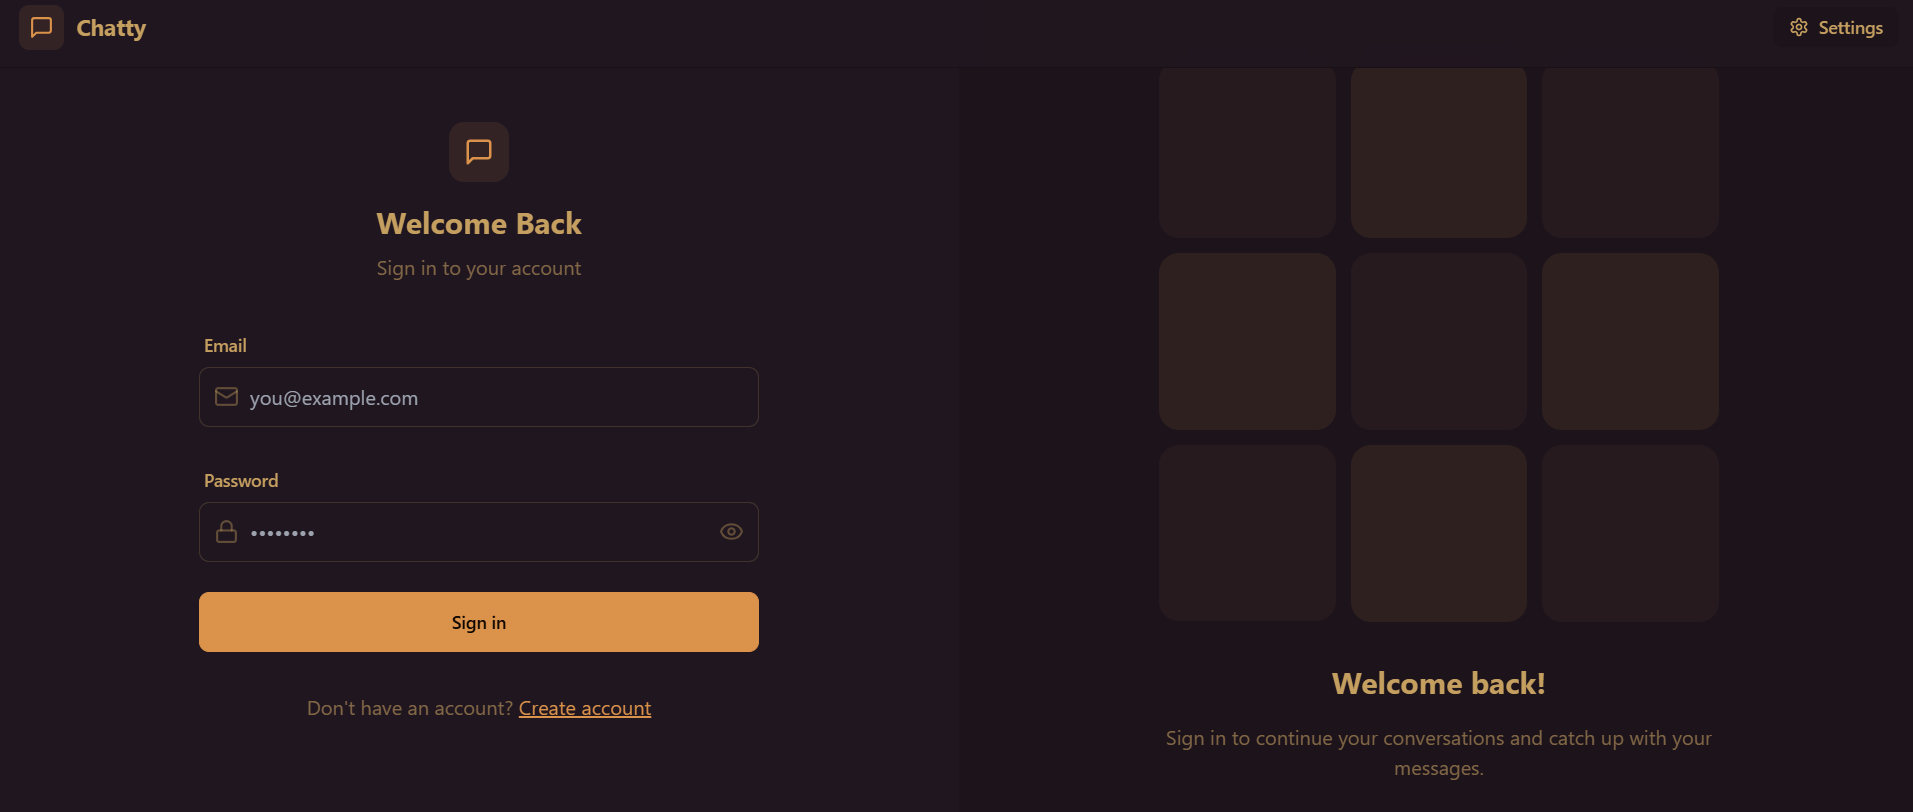 Chatty
Settings
Welcome Back
Sign in to your account
Email
you@example.com
Password
••••••••
Sign in
Don't have an account? Create account
Welcome back!
Sign in to continue your conversations and catch up with your
messages.